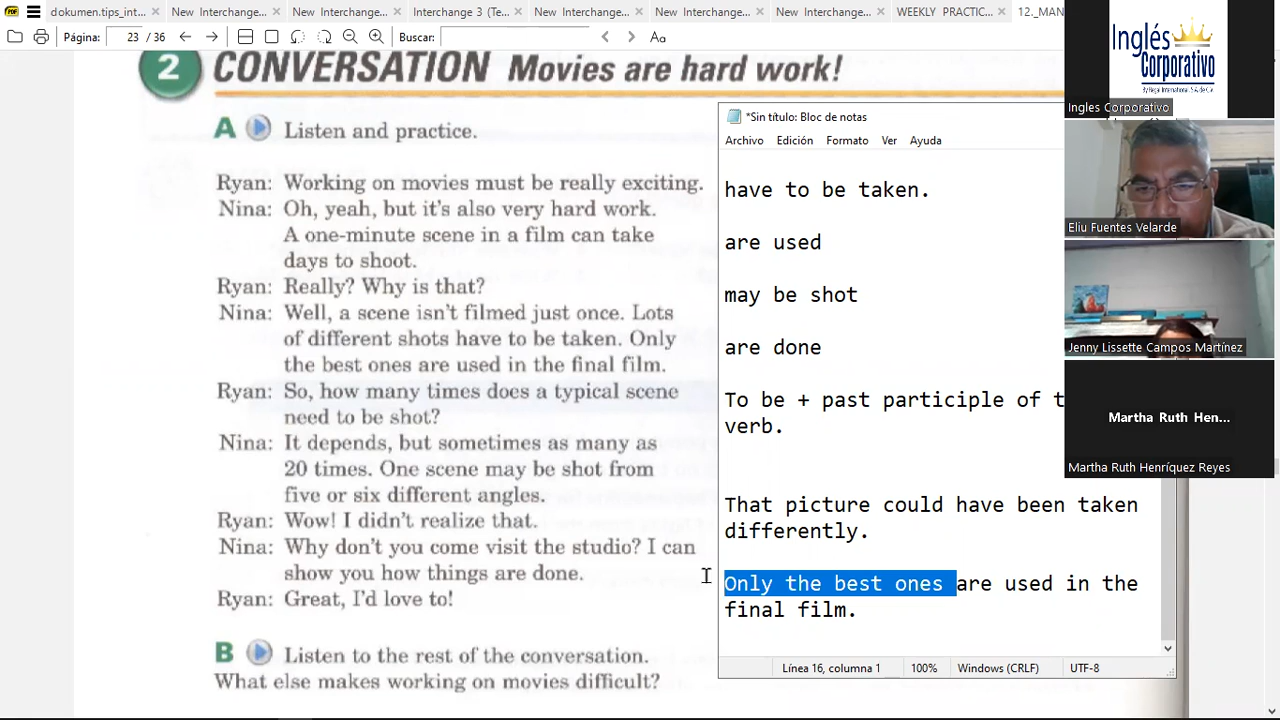 dokumen.tips_int...
New Interchange...
New Interchange...
Interchange 3 (Te...
New Interchange...
New Interchange...
New Interchange...
WEEKLY PRACTIC...
12._MAN
Página:
23 / 36
Buscar:
Aa
2 CONVERSATION Movies are hard work!
A Listen and practice.
Ryan: Working on movies must be really exciting.
Nina: Oh, yeah, but it's also very hard work.
A one-minute scene in a film can take
days to shoot.
Ryan: Really? Why is that?
Nina: Well, a scene isn't filmed just once. Lots
of different shots have to be taken. Only
the best ones are used in the final film.
Ryan: So, how many times does a typical scene
need to be shot?
Nina: It depends, but sometimes as many as
20 times. One scene may be shot from
five or six different angles.
Ryan: Wow! I didn't realize that.
Nina: Why don't you come visit the studio? I can
show you how things are done.
Ryan: Great, I'd love to!
B Listen to the rest of the conversation.
What else makes working on movies difficult?
*Sin título: Bloc de notas
Archivo Edición Formato Ver Ayuda
have to be taken.
are used
may be shot
are done
To be + past participle of t
verb.
That picture could have been taken
differently.
Only the best ones are used in the
final film.
Línea 16, columna 1
100%
Windows (CRLF)
UTF-8
Inglés
Corporativo
By Regal International, S.A. de C.V.
Ingles Corporativo
Eliu Fuentes Velarde
Jenny Lissette Campos Martínez
Martha Ruth Hen...
Martha Ruth Henríquez Reyes